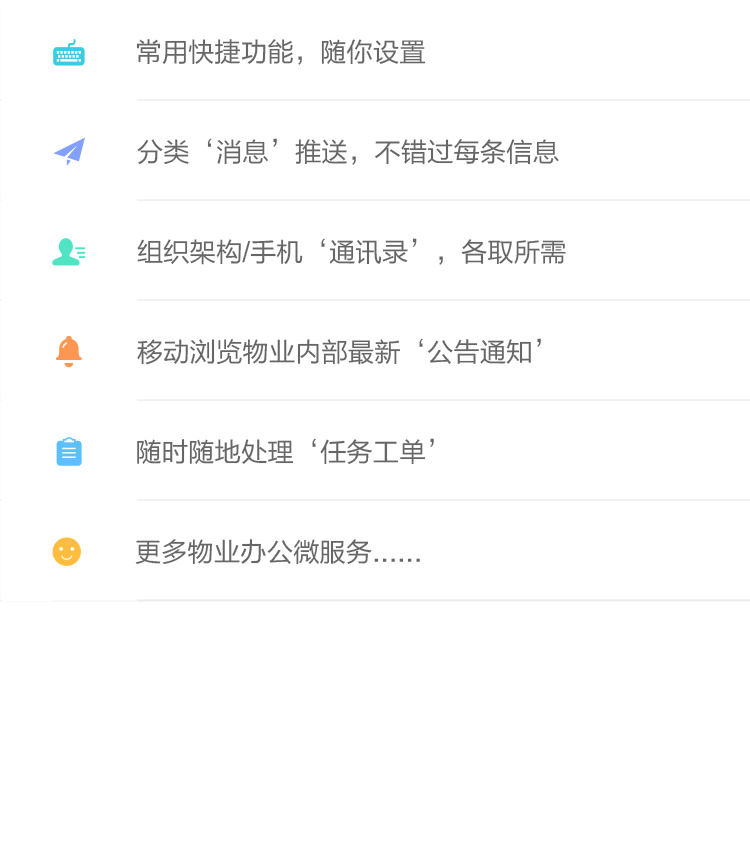 常用快捷功能，随你设置
分类‘消息’推送，不错过每条信息
组织架构/手机‘通讯录’，各取所需
移动浏览物业内部最新‘公告通知’
随时随地处理‘任务工单’
更多物业办公微服务......